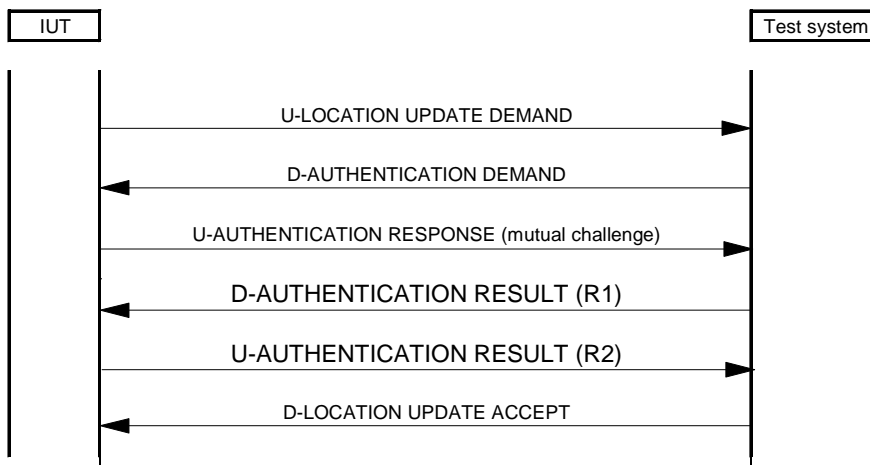 IUT
Test system
U-LOCATION UPDATE DEMAND
D-AUTHENTICATION DEMAND
U-AUTHENTICATION RESPONSE (mutual challenge)
D-AUTHENTICATION RESULT (R1)
U-AUTHENTICATION RESULT (R2)
D-LOCATION UPDATE ACCEPT